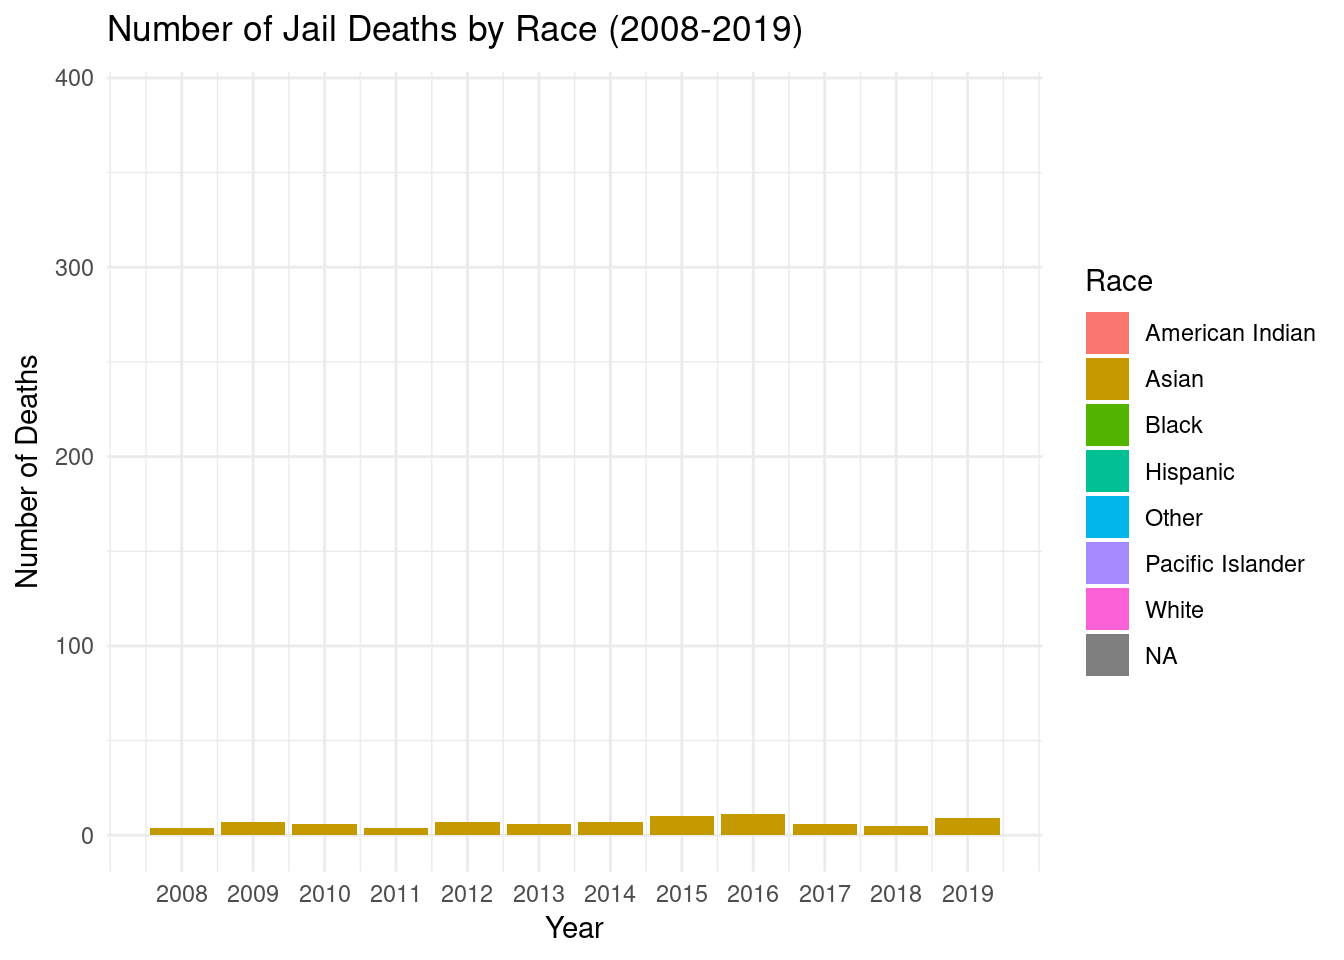 Number of Jail Deaths by Race (2008-2019)
400
300
200
100
0
Number of Deaths
2008 2009 2010 2011 2012 2013 2014 2015 2016 2017 2018 2019
Year
Race
American Indian
Asian
Black
Hispanic
Other
Pacific Islander
White
NA